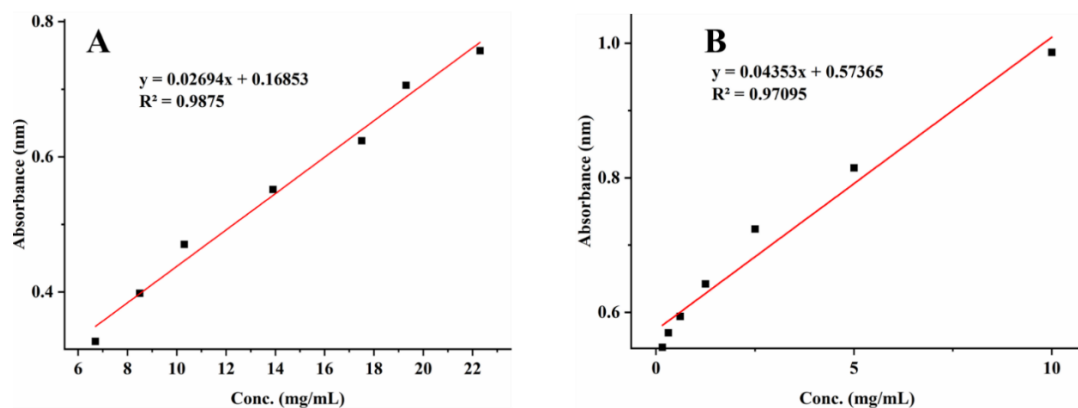 A
y = 0.02694x + 0.16853
R² = 0.9875
0.8
0.6
0.4
Absorbance (nm)
6 8 10 12 14 16 18 20 22
Conc. (mg/mL)
B
y = 0.04353x + 0.57365
R² = 0.97095
1.0
0.8
0.6
Absorbance (nm)
0 5 10
Conc. (mg/mL)